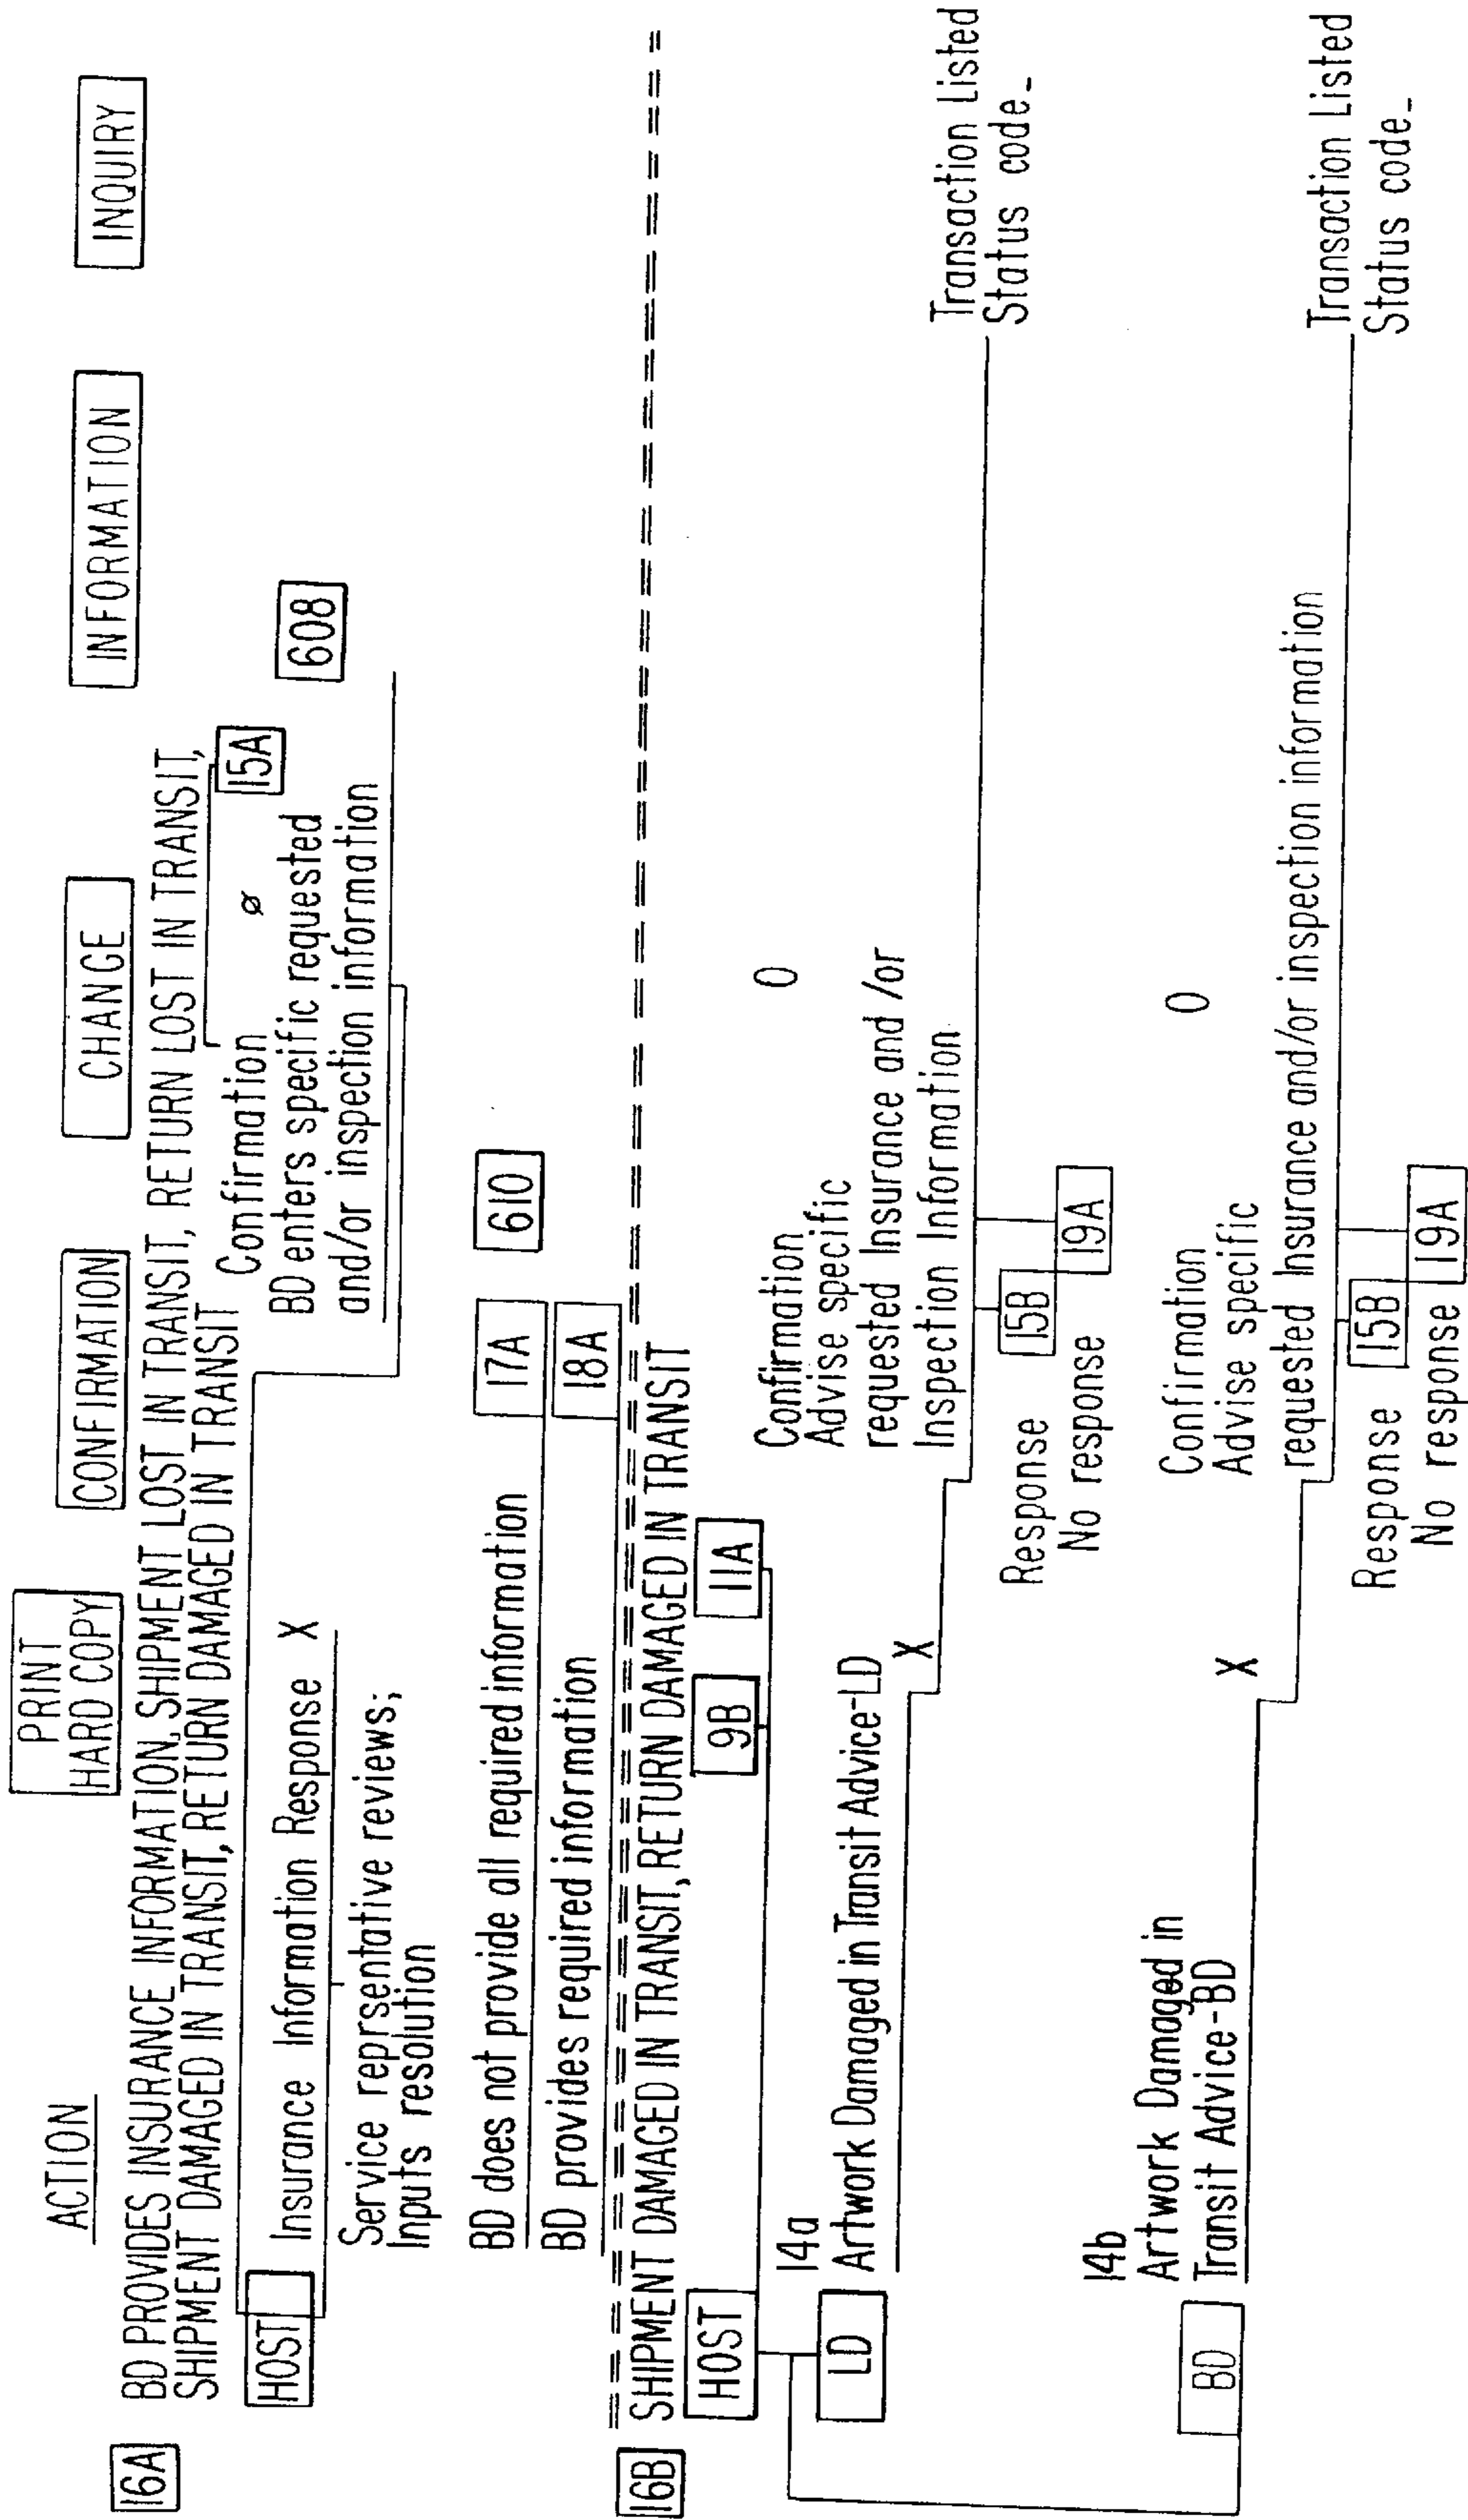 ACTION
PRINT
HARD COPY
CONFIRMATION
CHANGE
INFORMATION
INQUIRY
16A
BD PROVIDES INSURANCE INFORMATION, SHIPMENT LOST IN TRANSIT, RETURN LOST IN TRANSIT,
SHIPMENT DAMAGED IN TRANSIT, RETURN DAMAGED IN TRANSIT
HOST
Insurance Information Response X
Service reprsentative reviews;
Inputs resolution
Confirmation ø 15A
BD enters specific requested
and/or inspection information
608
BD does not provide all required information 17A 610
BD provides required information 18A
16B
SHIPMENT DAMAGED IN TRANSIT, RETURN DAMAGED IN TRANSIT
HOST 9B 11A
14a
LD
Artwork Damaged in Transit Advice-LD
X
Confirmation O
Advise specific
requested Insurance and /or
Inspection Information
Transaction Listed
Status code_
Response 15B
No response 19A
14b
BD
Artwork Damaged in
Transit Advice-BD
X
Confirmation O
Advise specific
requested Insurance and/or inspection information
Transaction Listed
Status code_
Response 15B
No response 19A